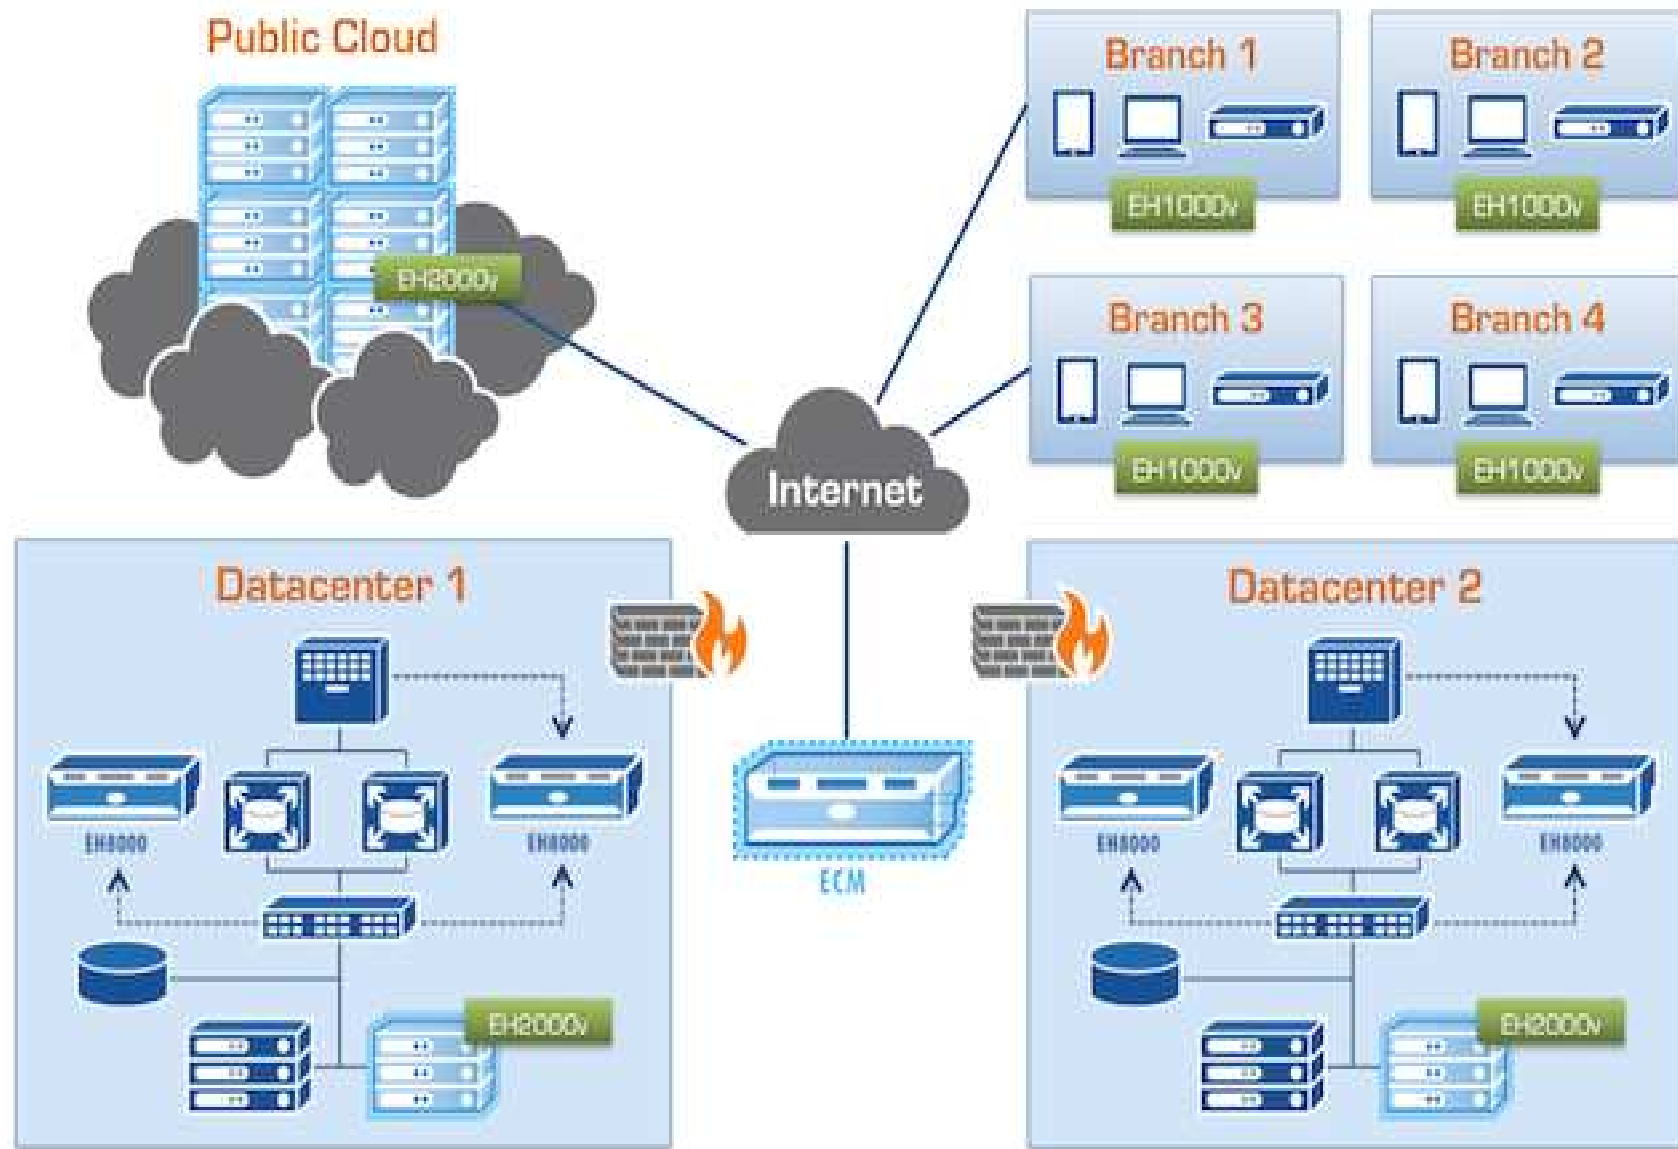 Public Cloud
EH2000v
Branch 1
EH1000v
Branch 2
EH1000v
Branch 3
EH1000v
Branch 4
EH1000v
Internet
Datacenter 1
EH8000
EH8000
EH2000v
ECM
Datacenter 2
EH8000
EH8000
EH2000v